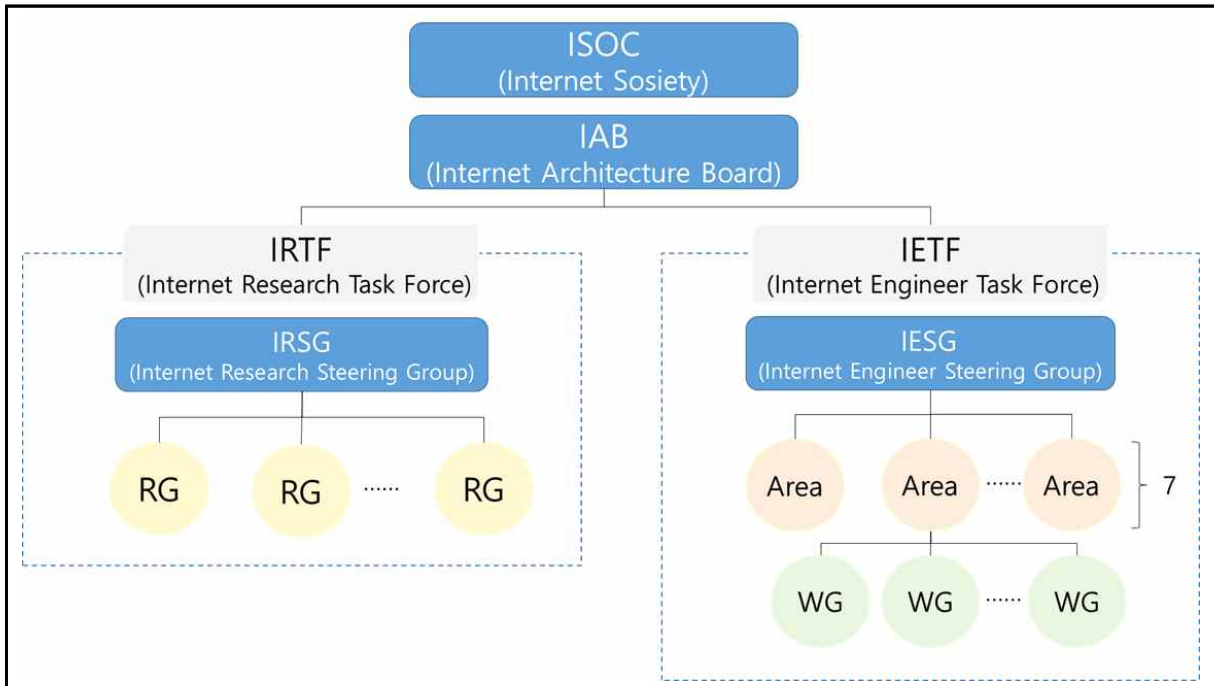 ISOC
(Internet Sosiety)
IAB
(Internet Architecture Board)
IRTF
(Internet Research Task Force)
IETF
(Internet Engineer Task Force)
IRSG
(Internet Research Steering Group)
IESG
(Internet Engineer Steering Group)
RG
RG
······
RG
Area
Area
······
Area
7
WG
WG
······
WG